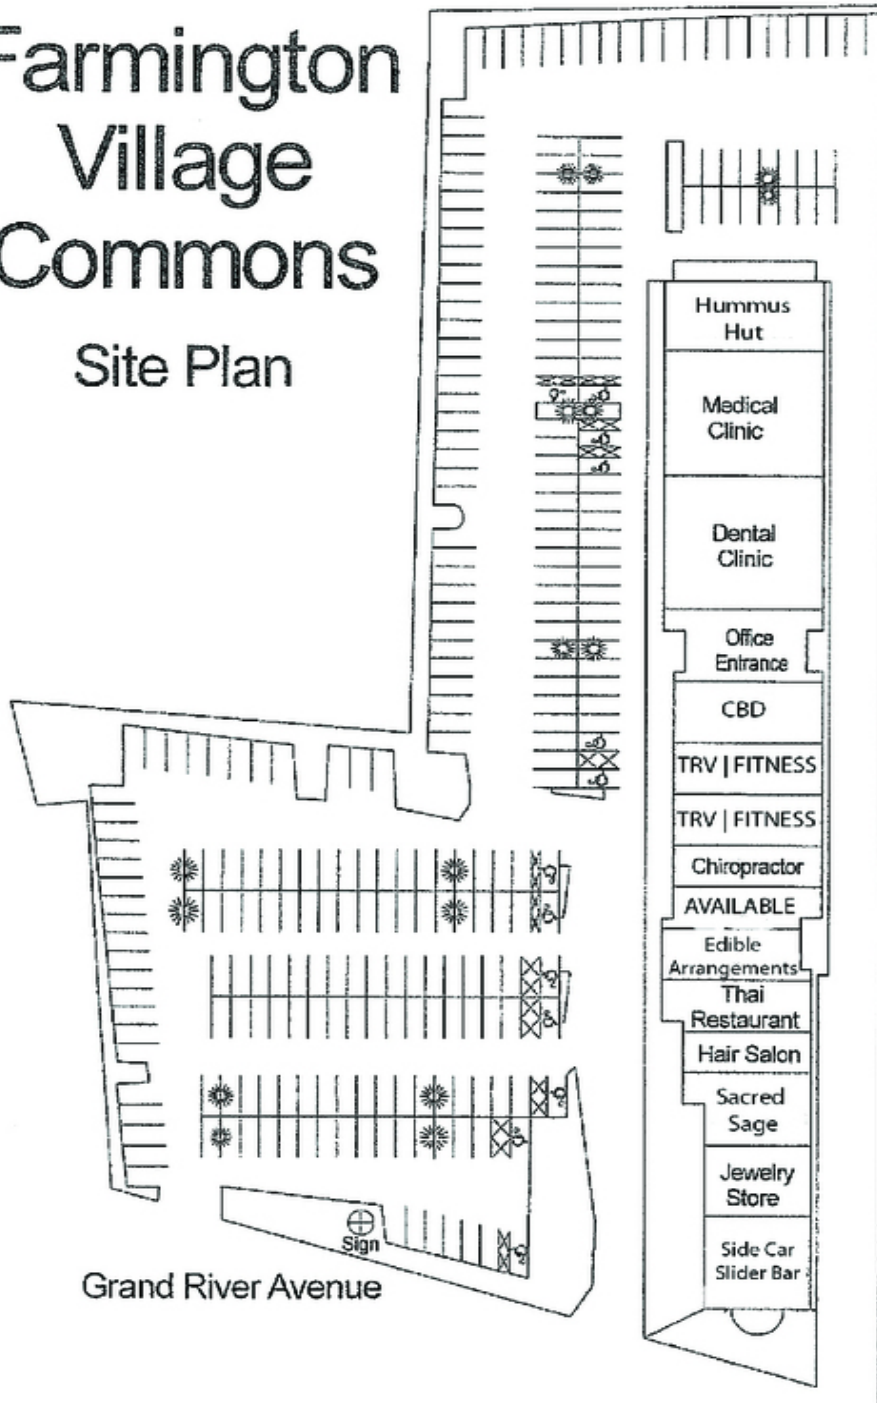 Farmington
Village
Commons
Site Plan
Hummus
Hut
Medical
Clinic
Dental
Clinic
Office
Entrance
CBD
TRV | FITNESS
TRV | FITNESS
Chiropractor
AVAILABLE
Edible
Arrangements
Thai
Restaurant
Hair Salon
Sacred
Sage
Jewelry
Store
Side Car
Slider Bar
Sign
Grand River Avenue